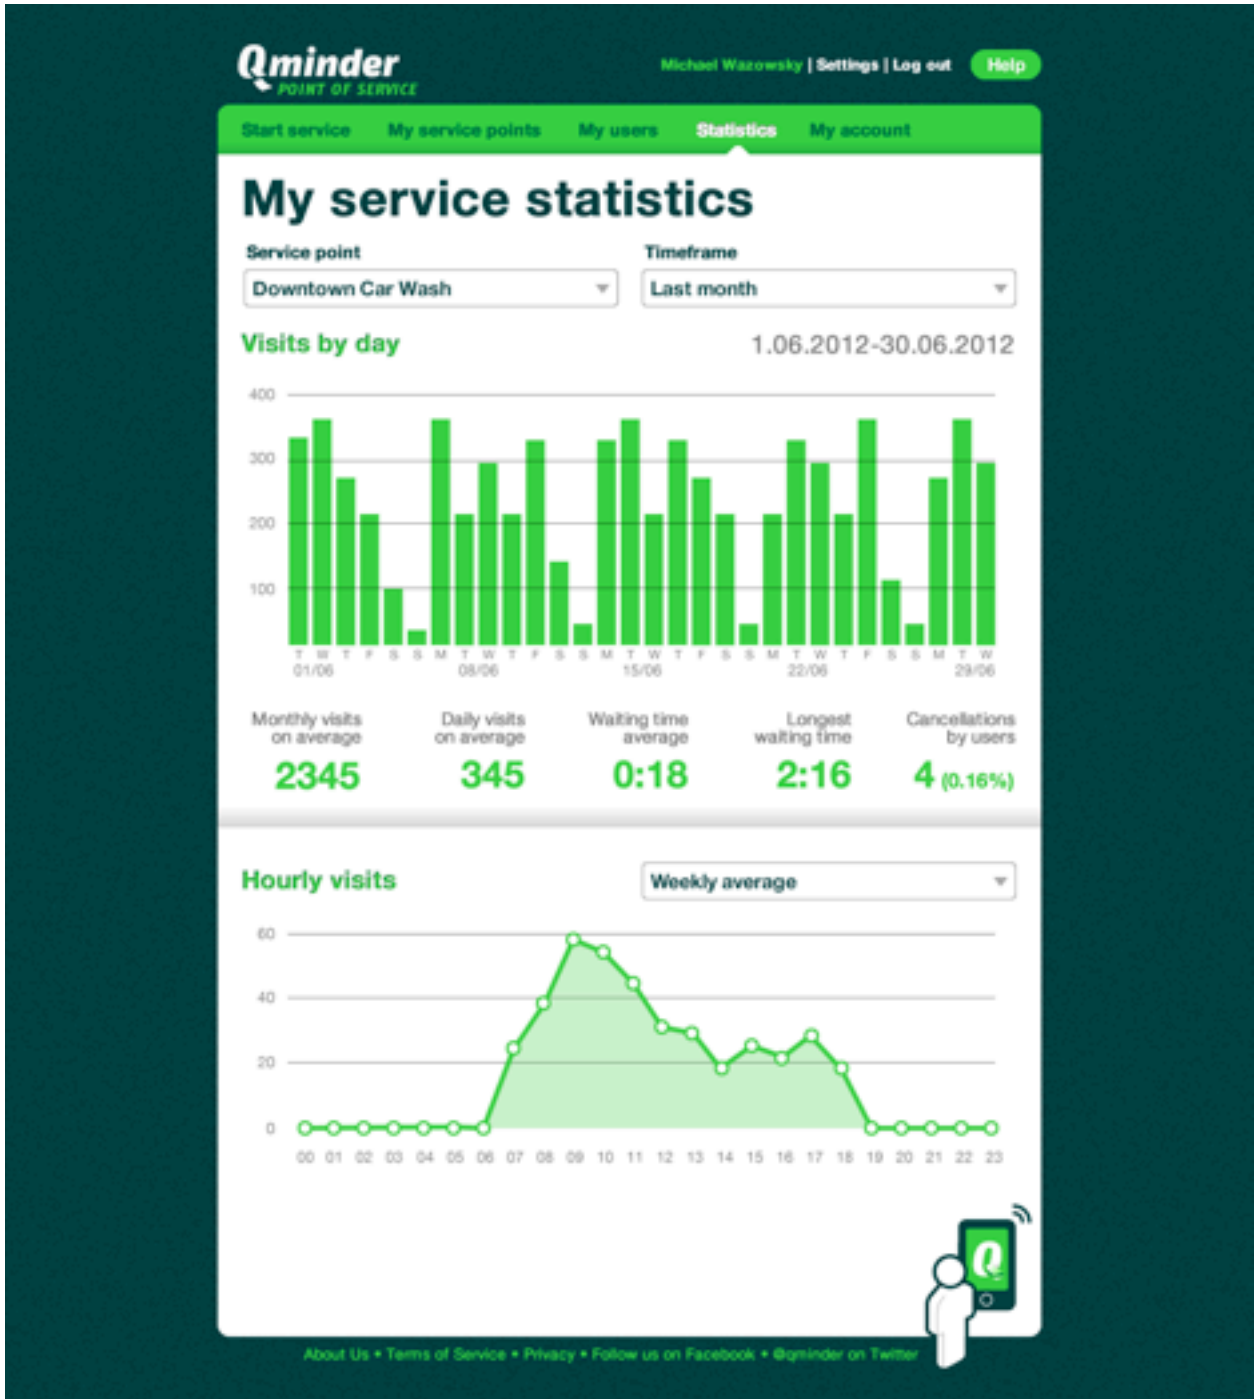 Qminder
POINT OF SERVICE
Michael Wazowsky | Settings | Log out Help
Start service My service points My users Statistics My account
My service statistics
Service point Timeframe
Downtown Car Wash Last month
Visits by day 1.06.2012-30.06.2012
400
300
200
100
T W T F S S M T W T F S S M T W T F S S M T W T F S S M T W
01/06 08/06 15/06 22/06 29/06
Monthly visits Daily visits Waiting time Longest Cancellations
on average on average average waiting time by users
2345 345 0:18 2:16 4 (0.16%)
Hourly visits Weekly average
60
40
20
0
00 01 02 03 04 05 06 07 08 09 10 11 12 13 14 15 16 17 18 19 20 21 22 23
Q
About Us • Terms of Service • Privacy • Follow us on Facebook • @qminder on Twitter